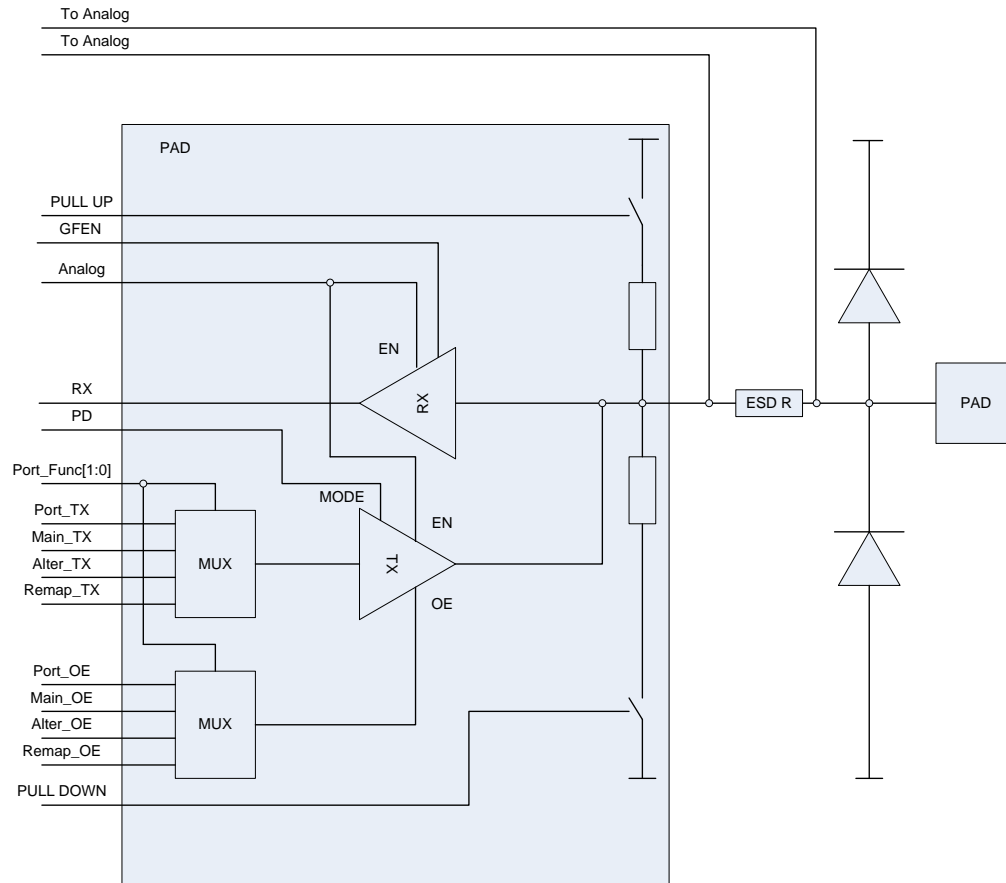 To Analog
To Analog
PAD
PULL UP
GFEN
Analog
EN
RX
RX
PD
ESD R
PAD
Port_Func[1:0]
MODE
EN
Port_TX
Main_TX
Alter_TX
Remap_TX
MUX
TX
OE
Port_OE
Main_OE
Alter_OE
Remap_OE
MUX
PULL DOWN